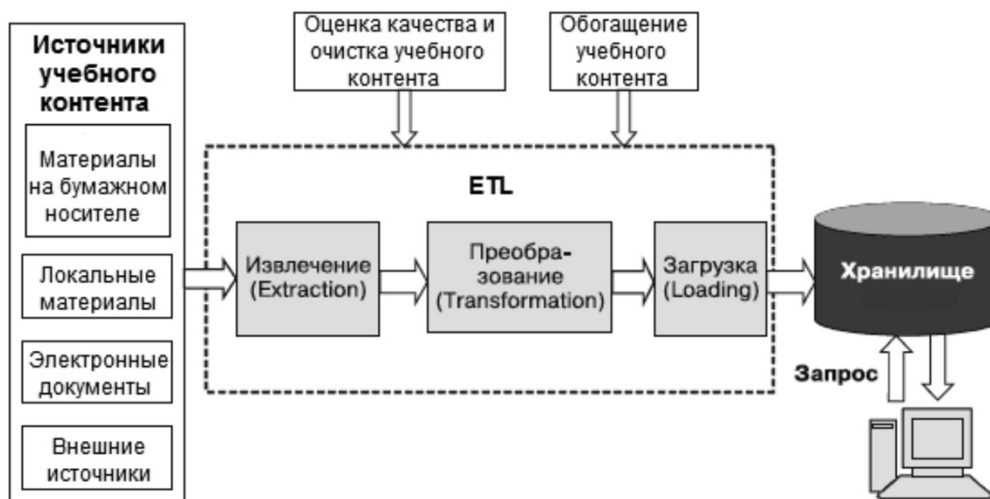 Источники
учебного
контента
Материалы
на бумажном
носителе
Локальные
материалы
Электронные
документы
Внешние
источники
Оценка качества и
очистка учебного
контента
Обогащение
учебного
контента
ETL
Извлечение
(Extraction)
Преобра-
зование
(Transformation)
Загрузка
(Loading)
Хранилище
Запрос